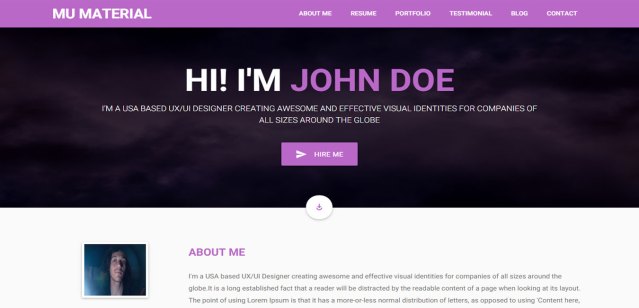 MU MATERIAL
ABOUT ME RESUME PORTFOLIO TESTIMONIAL BLOG CONTACT
HI! I'M JOHN DOE
I'M A USA BASED UX/UI DESIGNER CREATING AWESOME AND EFFECTIVE VISUAL IDENTITIES FOR COMPANIES OF
ALL SIZES AROUND THE GLOBE
HIRE ME
ABOUT ME
I'm a USA based UX/UI Designer creating awesome and effective visual identities for companies of all sizes around the
globe.It is a long established fact that a reader will be distracted by the readable content of a page when looking at its layout.
The point of using Lorem Ipsum is that it has a more-or-less normal distribution of letters, as opposed to using 'Content here,